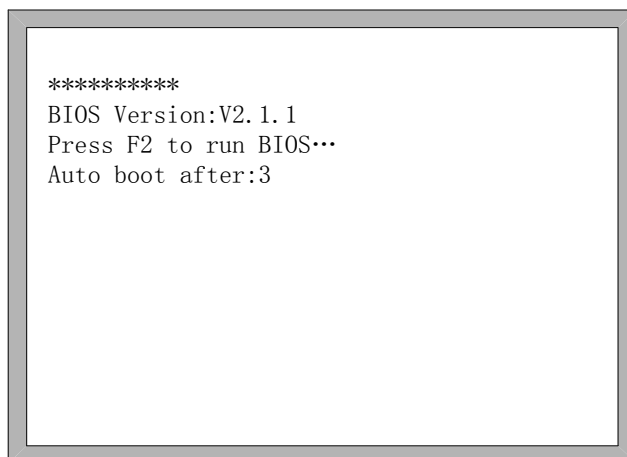 **********
BIOS Version:V2.1.1
Press F2 to run BIOS…
Auto boot after:3